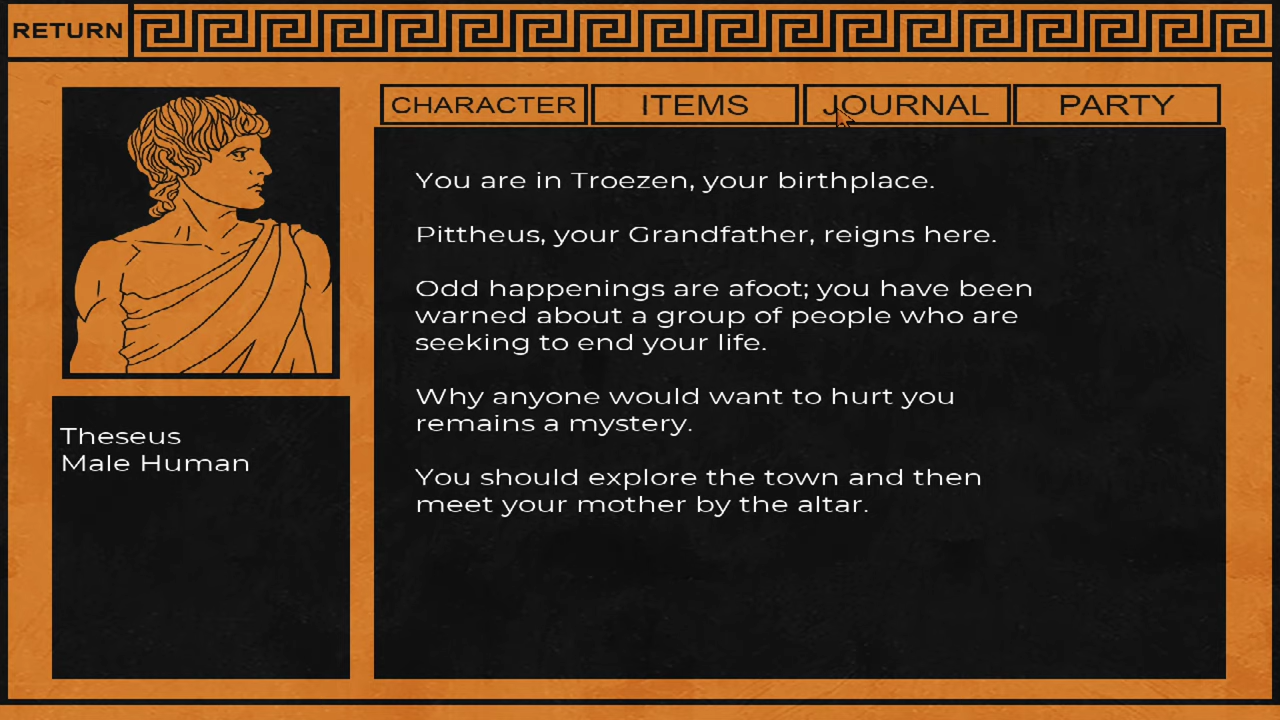 RETURN
CHARACTER
ITEMS
JOURNAL
PARTY
You are in Troezen, your birthplace.
Pittheus, your Grandfather, reigns here.
Odd happenings are afoot; you have been
warned about a group of people who are
seeking to end your life.
Why anyone would want to hurt you
remains a mystery.
You should explore the town and then
meet your mother by the altar.
Theseus
Male Human